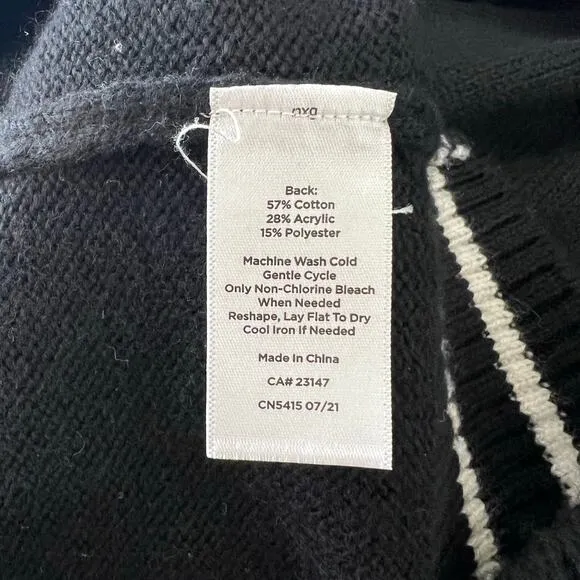 Back:
57% Cotton
28% Acrylic
15% Polyester
Machine Wash Cold
Gentle Cycle
Only Non-Chlorine Bleach
When Needed
Reshape, Lay Flat To Dry
Cool Iron if Needed
Made in China
CA# 23147
CN5415 07/21